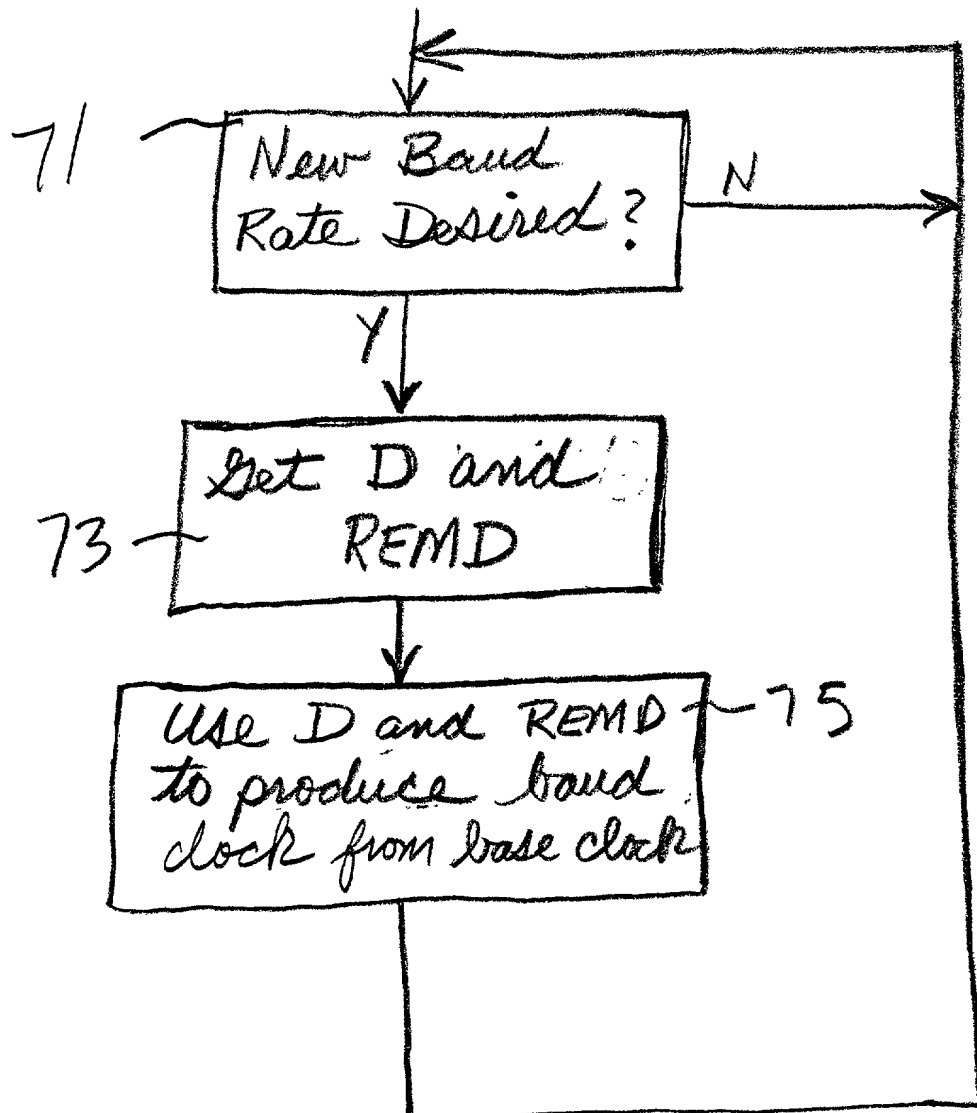 71
New Baud
Rate Desired?
N
Y
Get D and
REMD
73
Use D and REMD
75
to produce baud
clock from base clock